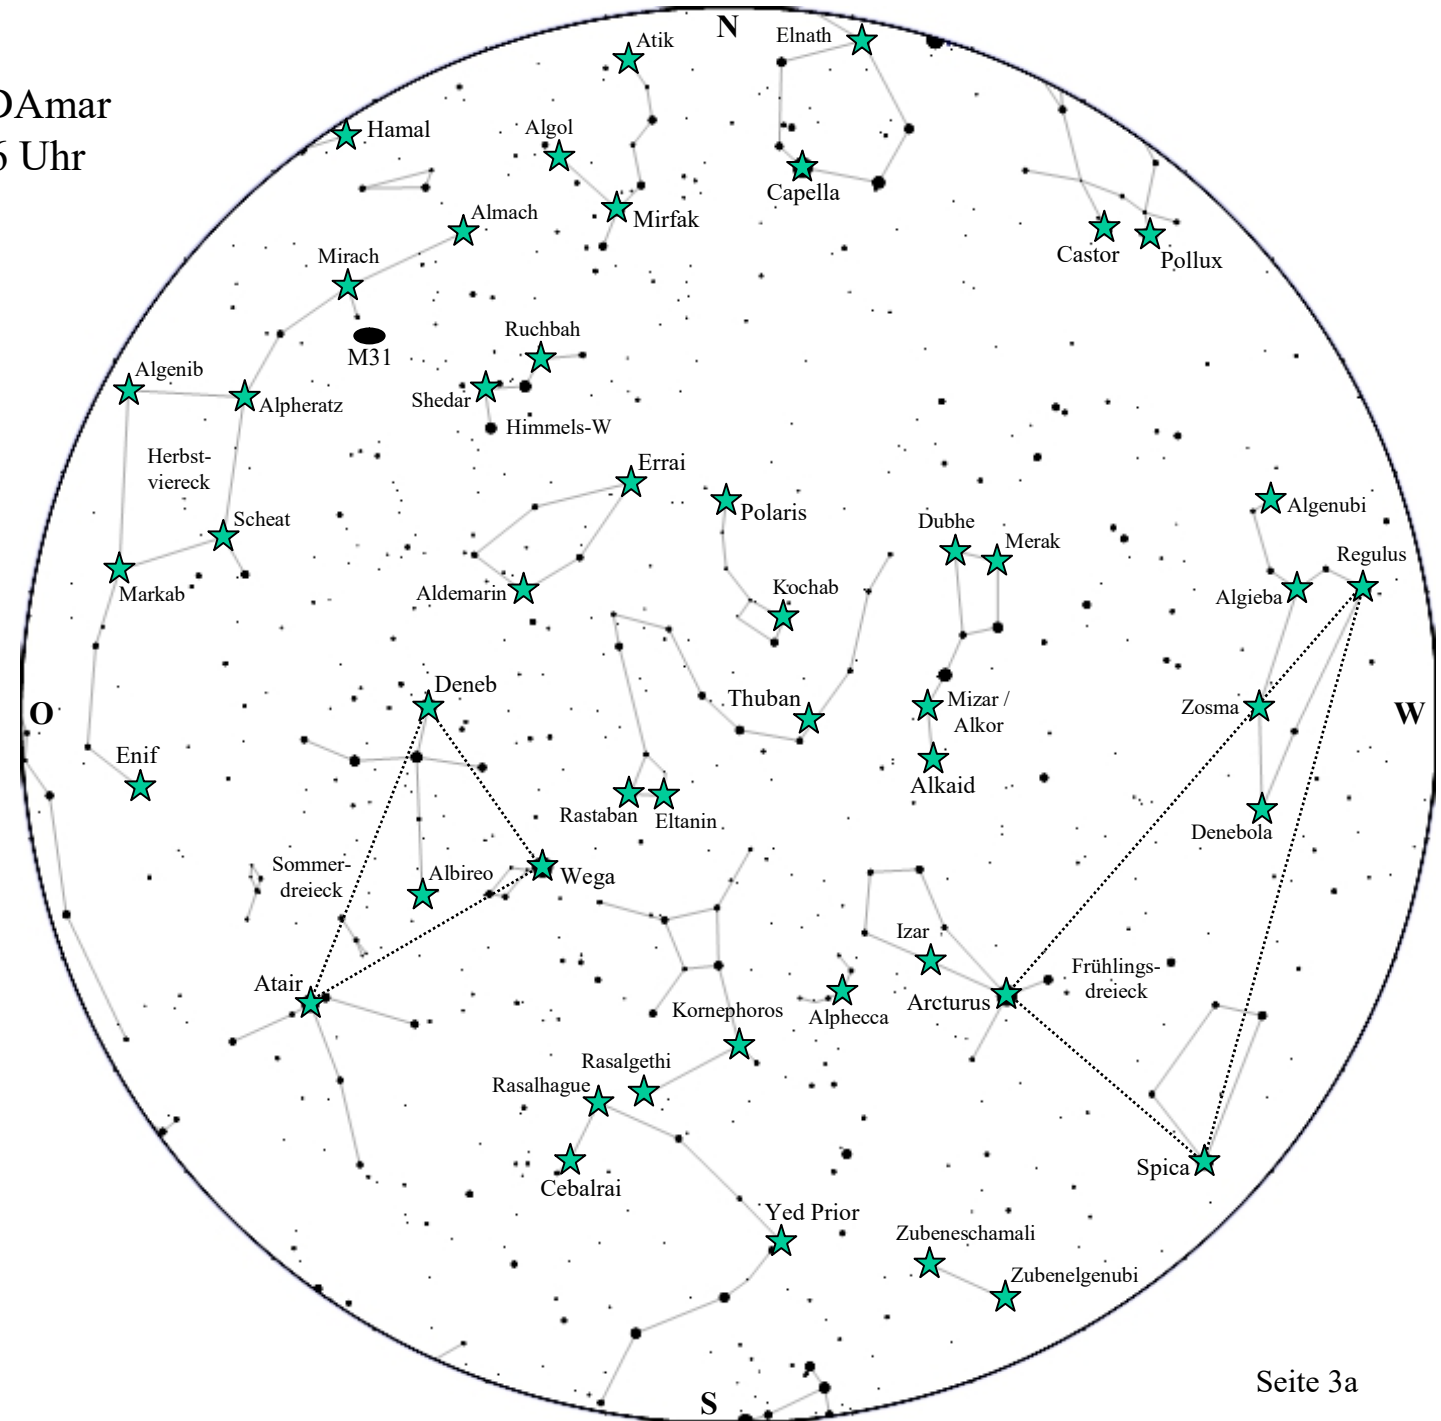 N
Atik
Elnath
DAmar
6 Uhr
Hamal
Algol
Capella
Almach
Mirfak
Mirach
Castor
Pollux
M31
Ruchbah
Algenib
Shedar
Alpheratz
Himmels-W
Herbst-
viereck
Errai
Polaris
Algenubi
Scheat
Dubhe
Merak
Regulus
Markab
Aldemarin
Kochab
Algieba
Deneb
Thuban
Mizar /
Alkor
Zosma
O
W
Enif
Alkaid
Rastaban
Eltanin
Denebola
Sommer-
dreieck
Albireo
Wega
Izar
Frühlings-
dreieck
Atair
Arcturus
Kornephoros
Alphecca
Rasalgethi
Rasalhague
Spica
Cebalrai
Yed Prior
Zubeneschamali
Zubenelgenubi
Seite 3a
S